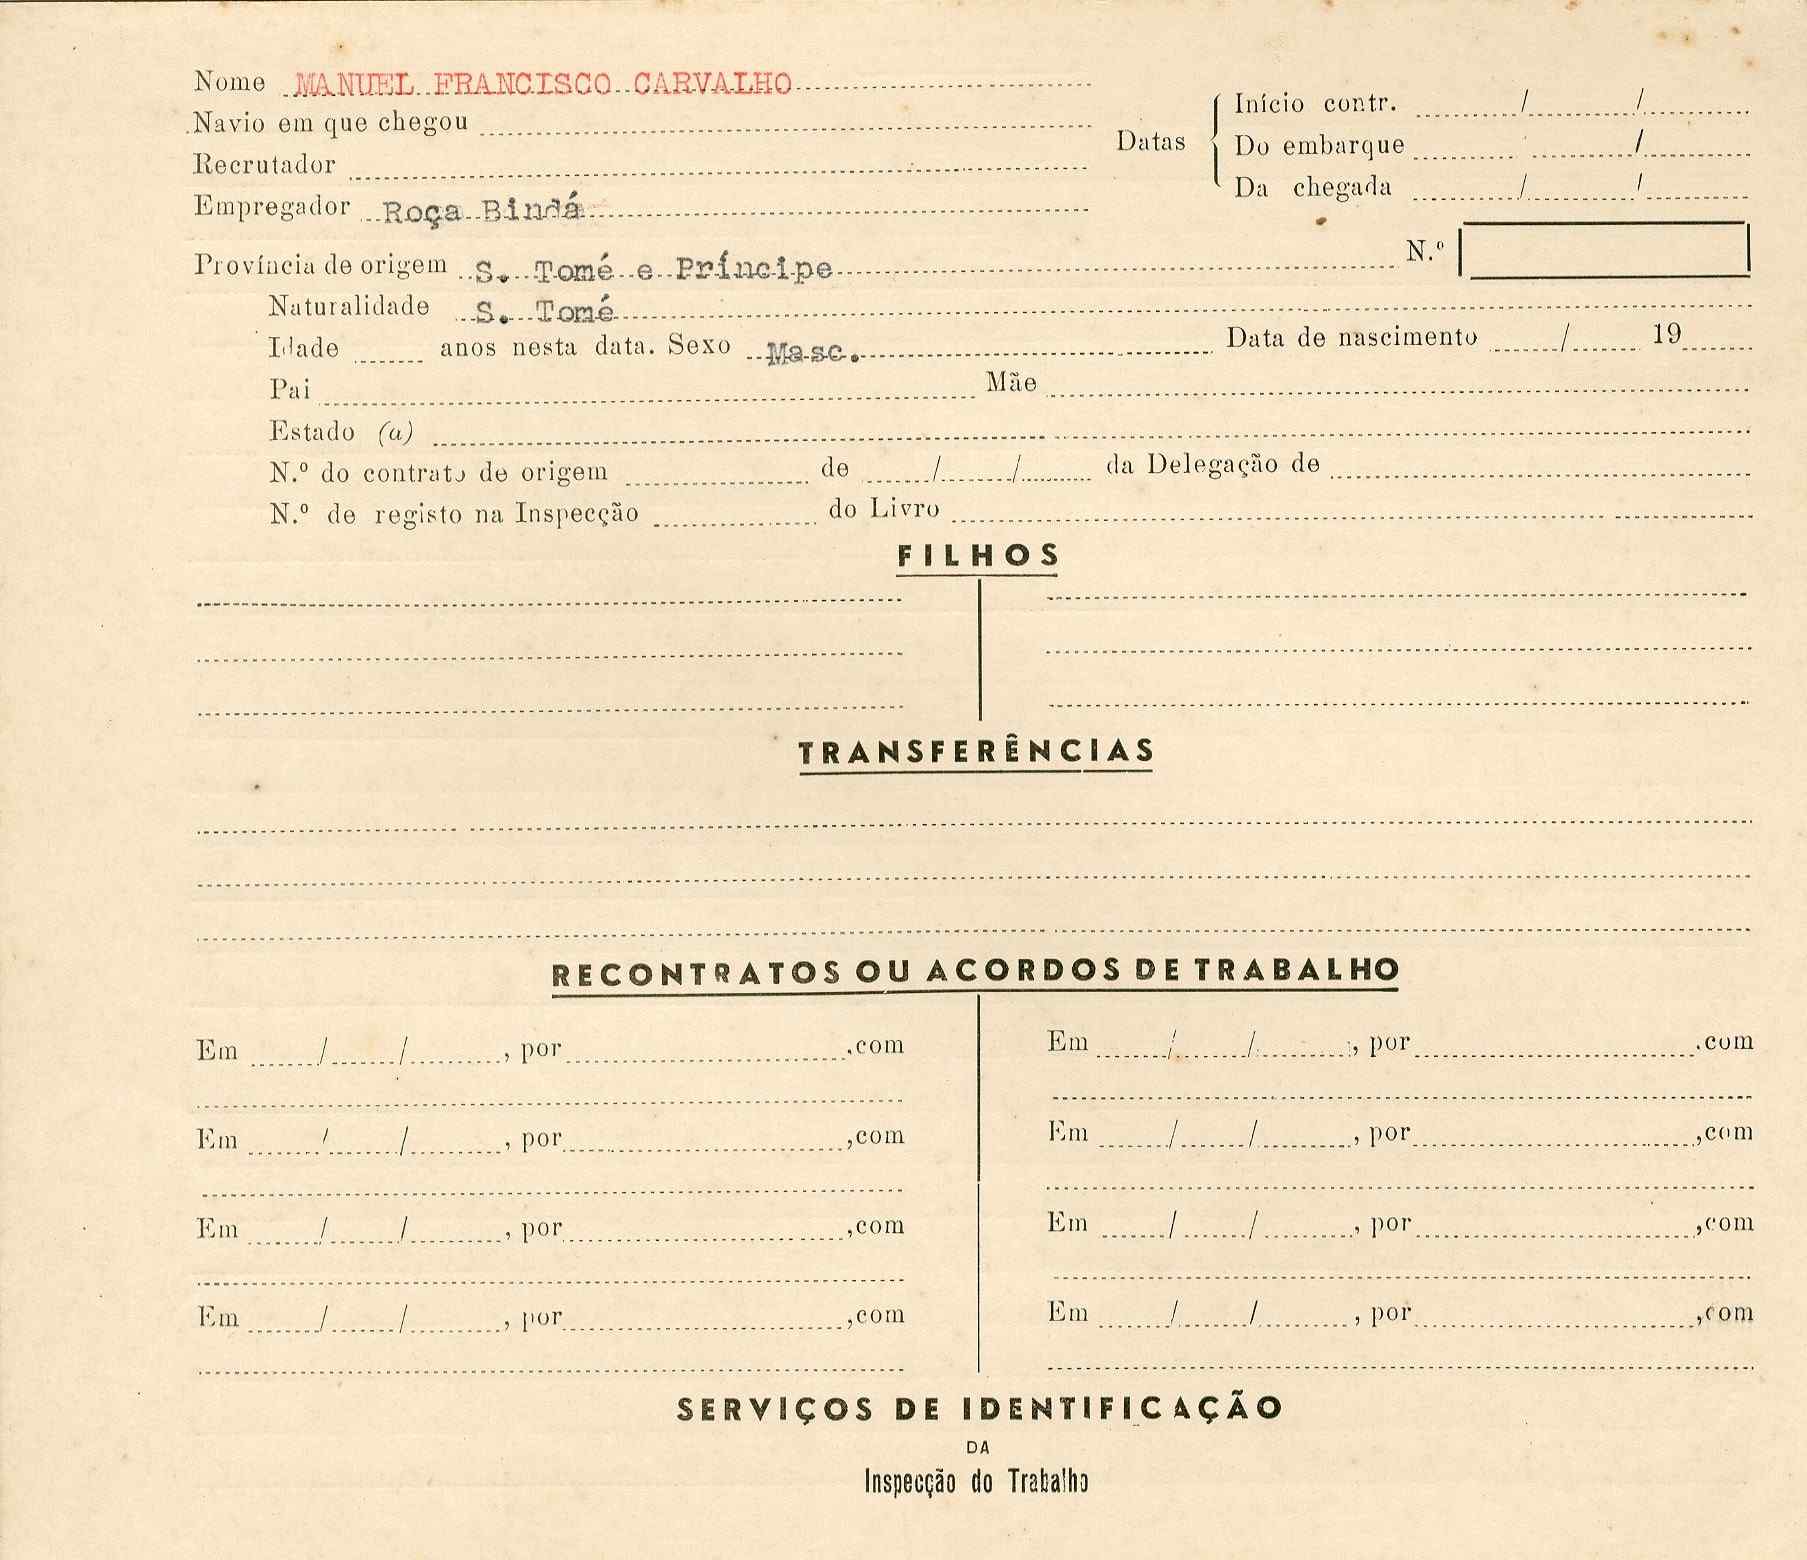 Nome MANUEL FRANCISCO CARVALHO
Navio em que chegou
Recrutador
Empregador Roça Bindá
Datas
Início contr. / /
Do embarque /
Da chegada / /
N.º
Província de origem S. Tomé e Príncipe
Naturalidade S. Tomé
Idade anos nesta data. Sexo Masc. Data de nascimento / 19
Pai Mãe
Estado (a)
N.º do contrato de origem de / / da Delegação de
N.º de registo na Inspecção do Livro
FILHOS
TRANSFERÊNCIAS
RECONTRATOS OU ACORDOS DE TRABALHO
Em / / , por ,com Em / / , por ,com
Em / / , por ,com Em / / , por ,com
Em / / , por ,com Em / / , por ,com
Em / / , por ,com Em / / , por ,com
SERVIÇOS DE IDENTIFICAÇÃO
DA
Inspecção do Trabalho